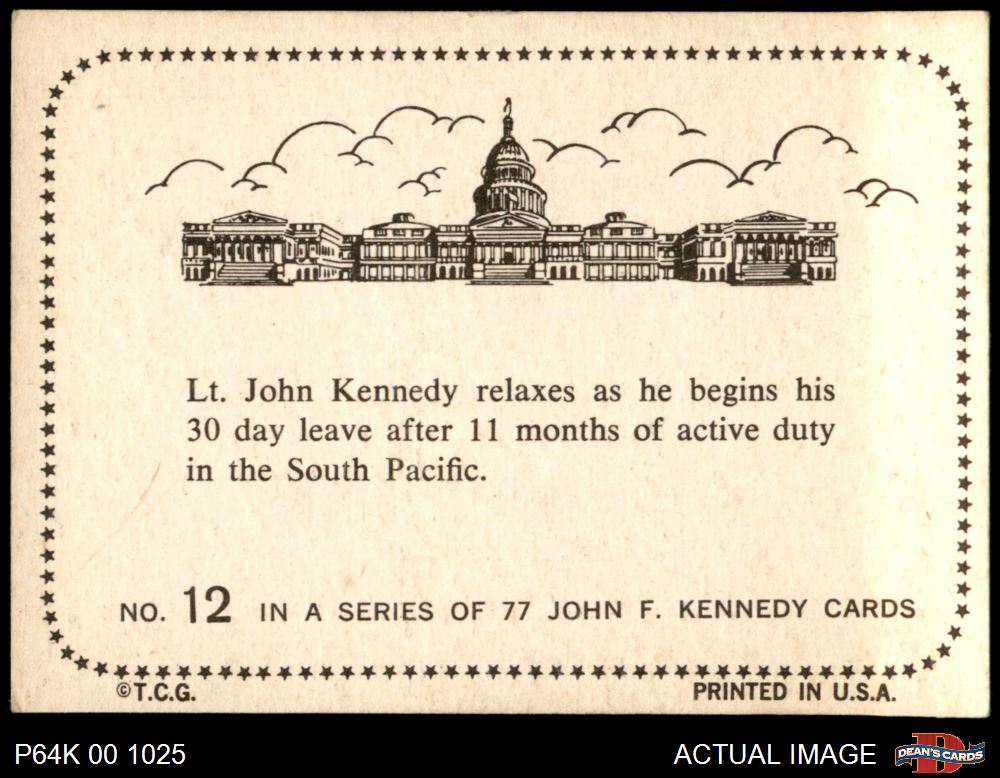 Lt. John Kennedy relaxes as he begins his
30 day leave after 11 months of active duty
in the South Pacific.
NO. 12 IN A SERIES OF 77 JOHN F. KENNEDY CARDS
©T.C.G. PRINTED IN U.S.A.
P64K 00 1025 ACTUAL IMAGE DEAN'S CARDS